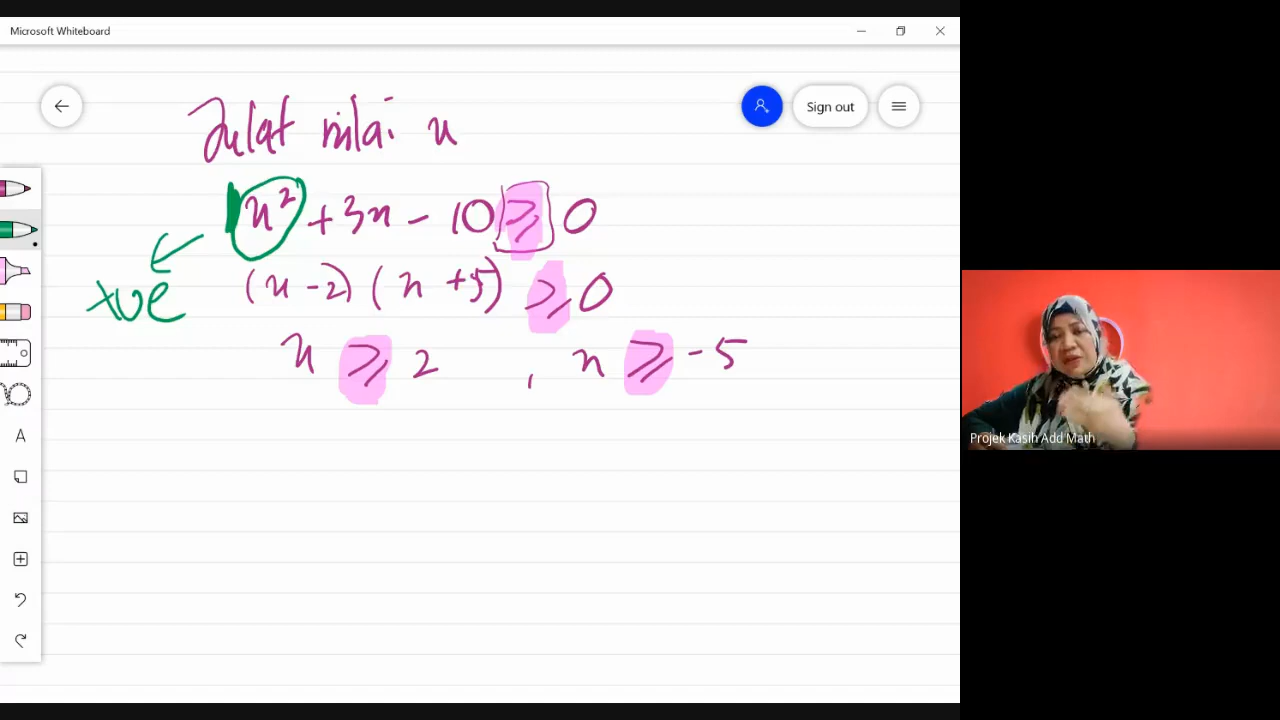 Microsoft Whiteboard
Sign out
Julat nilai x
x² + 3x - 10 ≥ 0
(x - 2) (x + 5) ≥ 0
+ve
x ≥ 2 , x ≥ -5
A
Projek Kasih Add Math